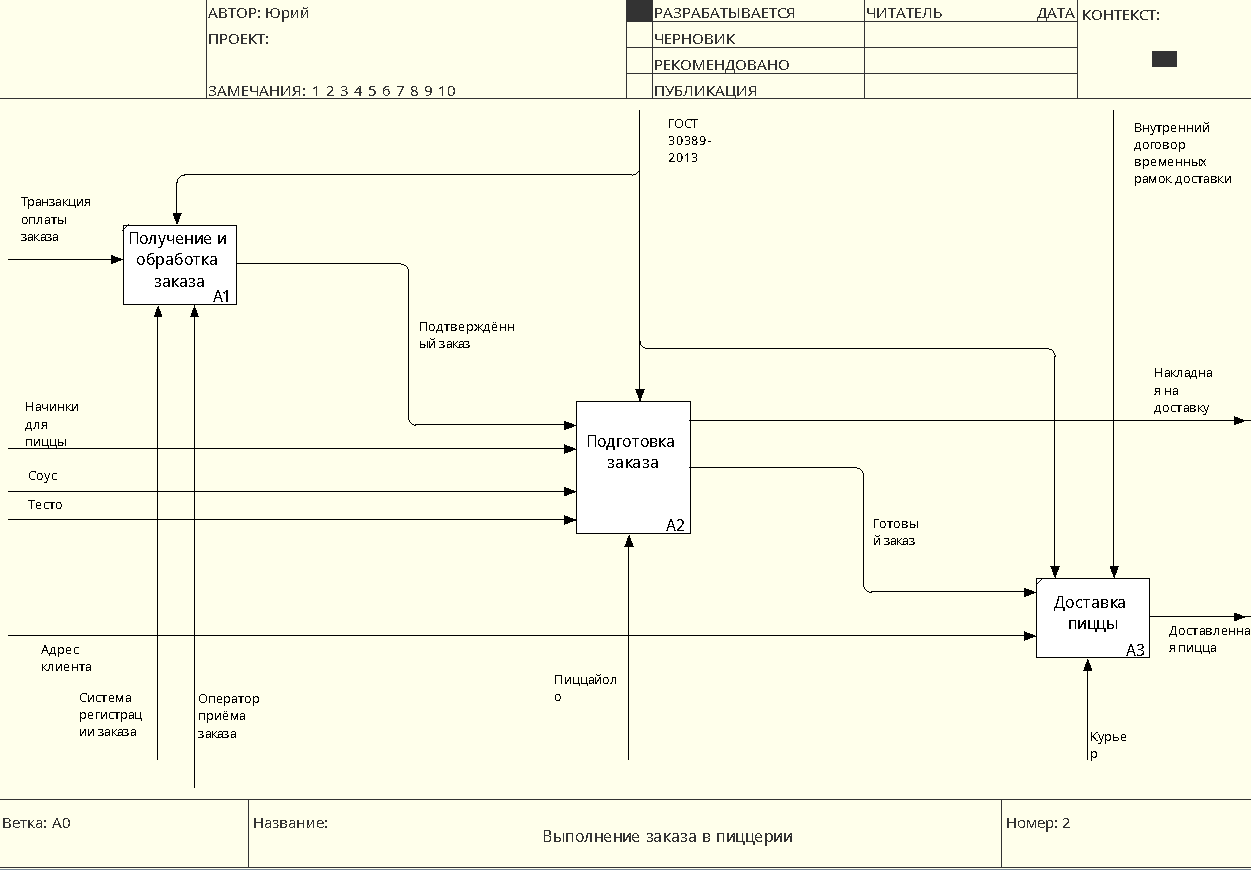 АВТОР: Юрий
ПРОЕКТ:
ЗАМЕЧАНИЯ: 1 2 3 4 5 6 7 8 9 10
РАЗРАБАТЫВАЕТСЯ
ЧЕРНОВИК
РЕКОМЕНДОВАНО
ПУБЛИКАЦИЯ
ЧИТАТЕЛЬ
ДАТА
КОНТЕКСТ:
ГОСТ
30389-
2013
Внутренний
договор
временных
рамок доставки
Транзакция
оплаты
заказа
Получение и
обработка
заказа
A1
Подтверждённ
ый заказ
Накладна
я на
доставку
Начинки
для
пиццы
Подготовка
заказа
A2
Соус
Тесто
Готовы
й заказ
Доставка
пиццы
A3
Доставленна
я пицца
Адрес
клиента
Система
регистрац
ии заказа
Оператор
приёма
заказа
Пиццайол
о
Курье
р
Ветка: A0
Название:
Выполнение заказа в пиццерии
Номер: 2